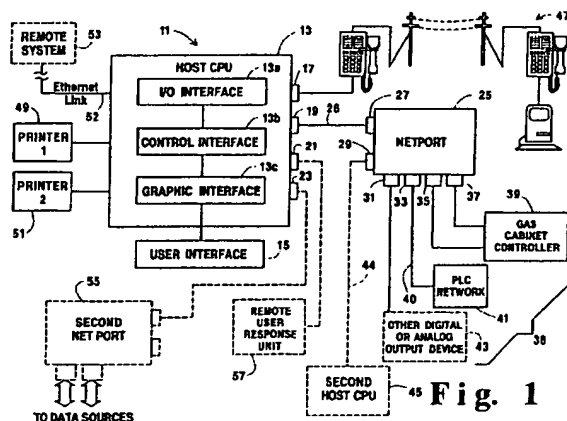 REMOTE
SYSTEM
53
Ethernet
Link
52
49
PRINTER
1
PRINTER
2
51
11
13
HOST CPU
13a
I/O INTERFACE
13b
CONTROL INTERFACE
13c
GRAPHIC INTERFACE
USER INTERFACE
15
17
19
21
23
26
27
29
25
NETPORT
31
33
35
37
47
39
GAS
CABINET
CONTROLLER
40
PLC
NETWORK
41
44
OTHER DIGITAL
OR ANALOG
OUTPUT DEVICE
43
38
55
SECOND
NET PORT
TO DATA SOURCES
REMOTE
USER
RESPONSE
UNIT
57
SECOND
HOST CPU
45
Fig. 1